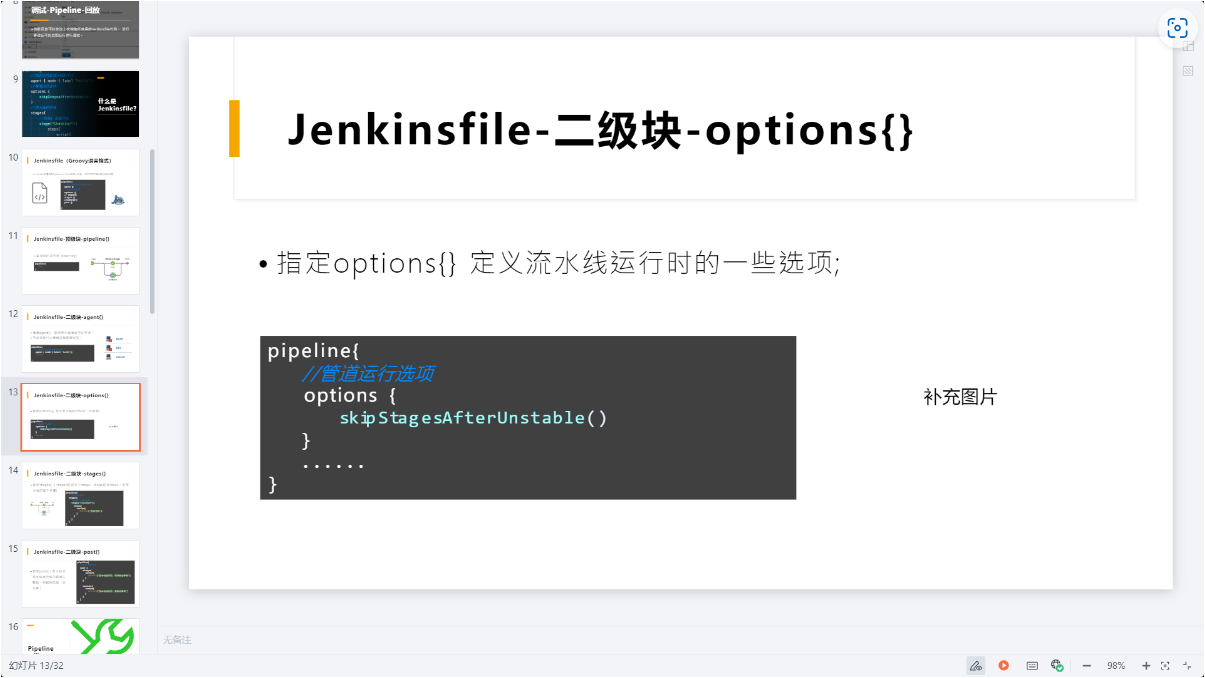 调试-Pipeline-回放
9
什么是
Jenkinsfile?
10
Jenkinsfile（Groovy语言格式）
11
Jenkinsfile-顶级块-pipeline{}
12
Jenkinsfile-二级块-agent{}
13
Jenkinsfile-二级块-options{}
14
Jenkinsfile-二级块-stages{}
15
Jenkinsfile-二级块-post{}
16
Pipeline
Jenkinsfile-二级块-options{}
• 指定options{} 定义流水线运行时的一些选项;
pipeline{
//管道运行选项
options {
skipStagesAfterUnstable()
}
......
}
补充图片
无备注
幻灯片 13/32
98%